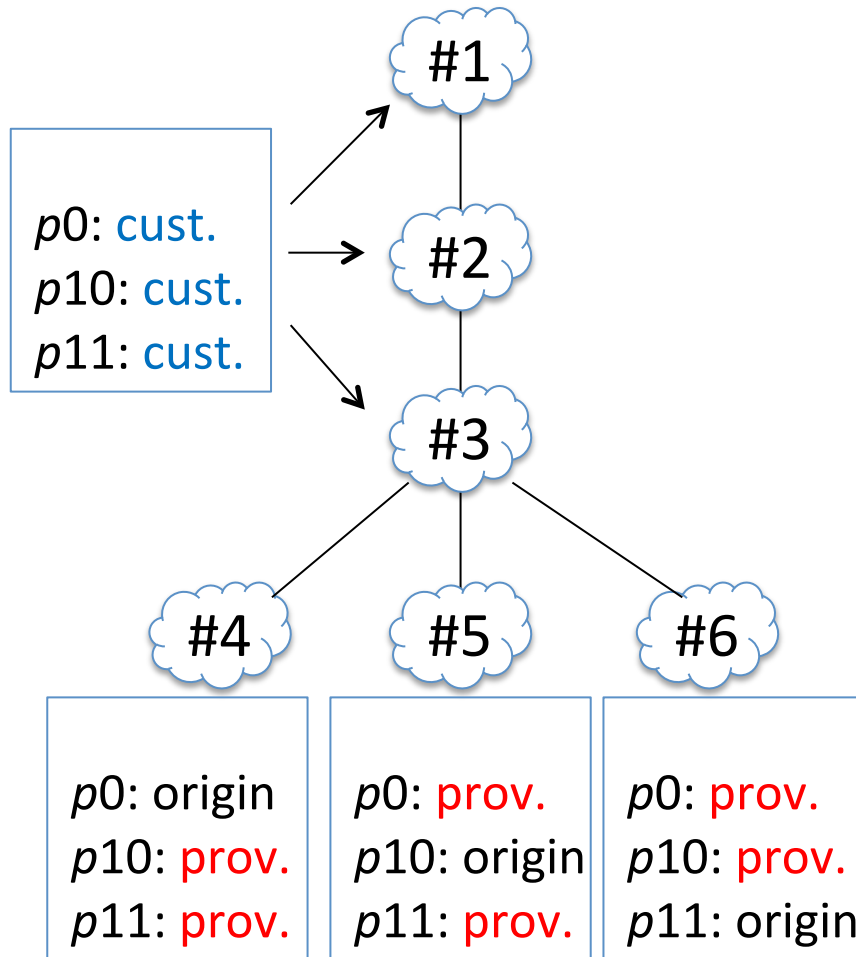 #1
p0: cust.
p10: cust.
p11: cust.
#2
#3
#4
#5
#6
p0: origin
p10: prov.
p11: prov.
p0: prov.
p10: origin
p11: prov.
p0: prov.
p10: prov.
p11: origin